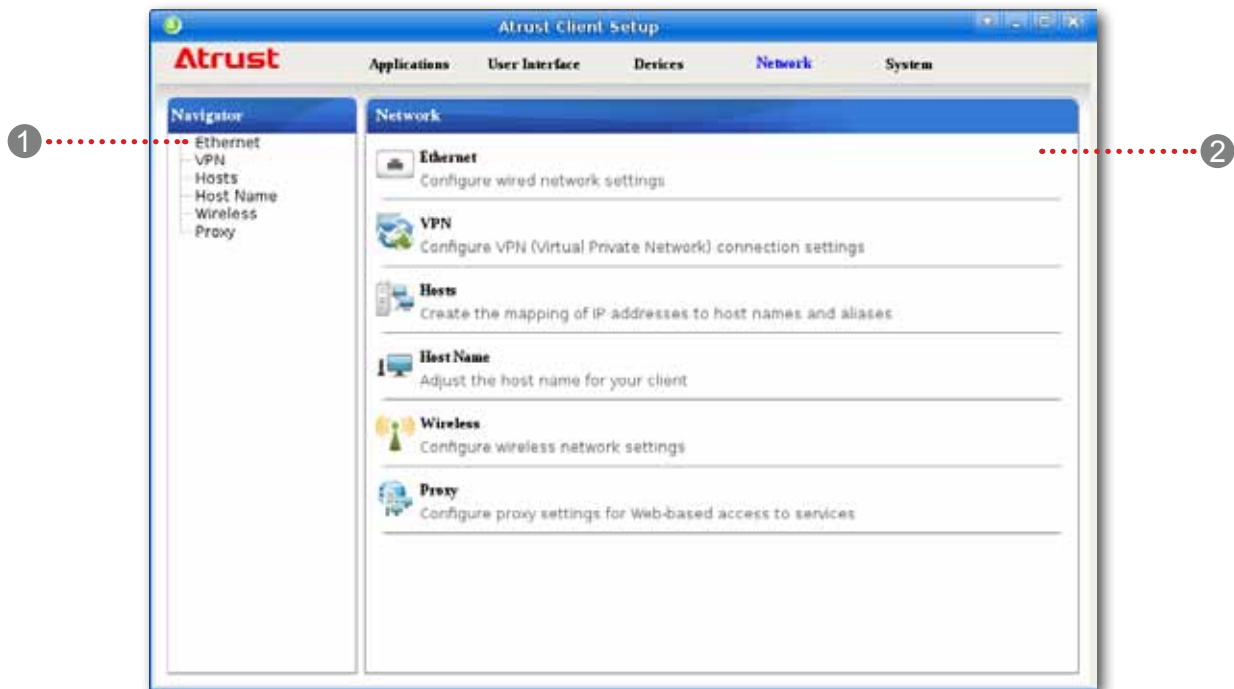 Atrust Client Setup
Atrust
Applications User Interface Devices Network System
Navigator
Ethernet
VPN
Hosts
Host Name
Wireless
Proxy
Network
Ethernet
Configure wired network settings
VPN
Configure VPN (Virtual Private Network) connection settings
Hosts
Create the mapping of IP addresses to host names and aliases
Host Name
Adjust the host name for your client
Wireless
Configure wireless network settings
Proxy
Configure proxy settings for Web-based access to services
1
2